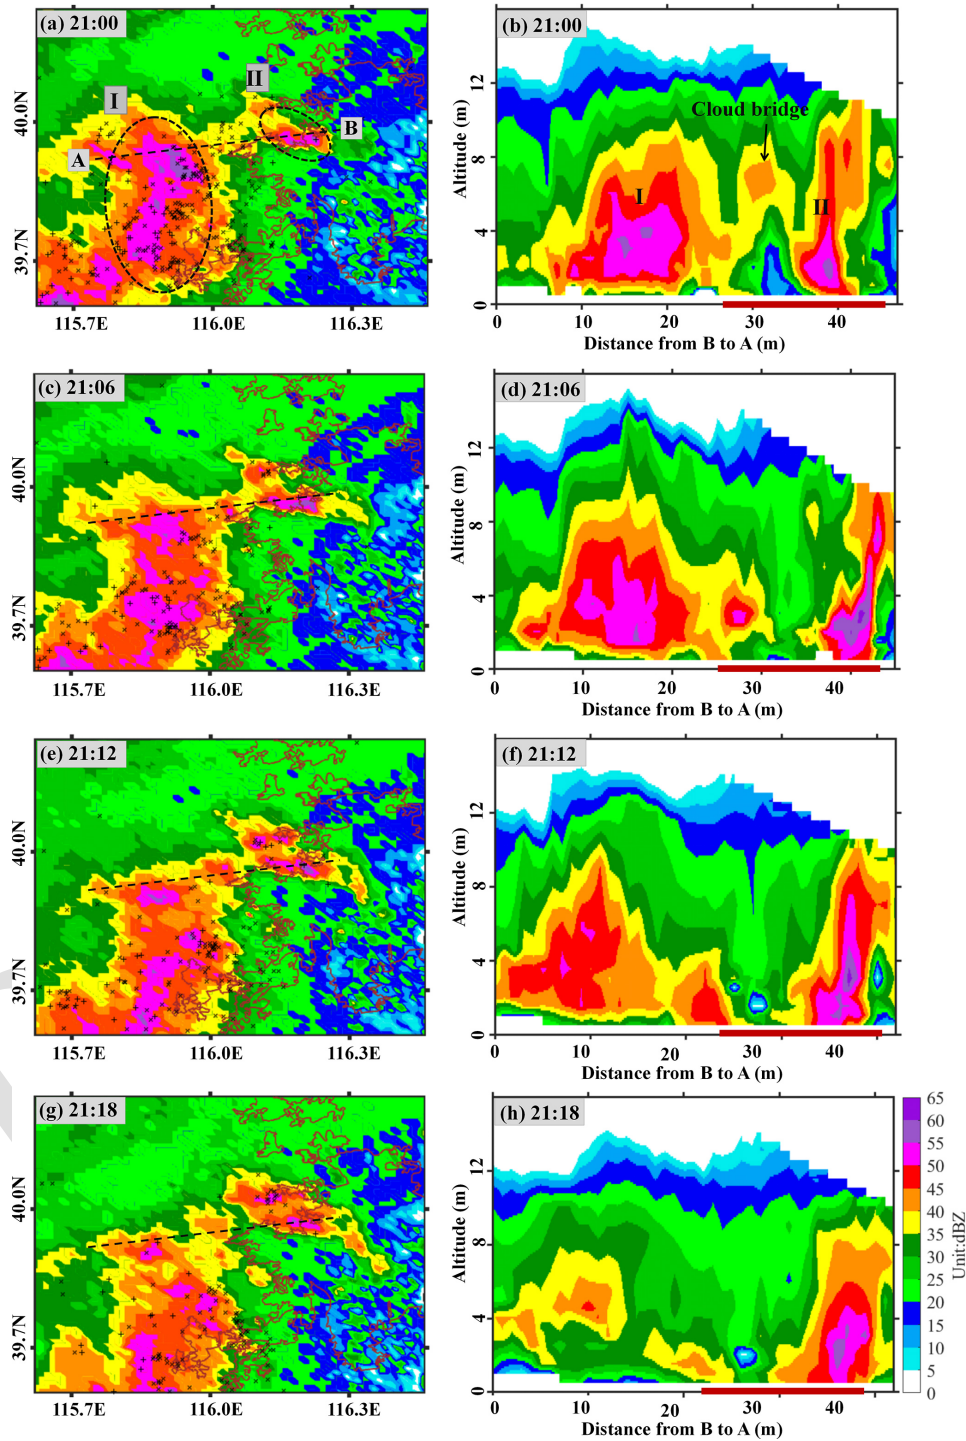 (a) 21:00
I
II
A
B
40.0N
39.7N
115.7E 116.0E 116.3E
(b) 21:00
Cloud bridge
I
II
Altitude (m)
12
8
4
0
0 10 20 30 40
Distance from B to A (m)
(c) 21:06
40.0N
39.7N
115.7E 116.0E 116.3E
(d) 21:06
Altitude (m)
12
8
4
0
0 10 20 30 40
Distance from B to A (m)
(e) 21:12
40.0N
39.7N
115.7E 116.0E 116.3E
(f) 21:12
Altitude (m)
12
8
4
0
0 10 20 30 40
Distance from B to A (m)
(g) 21:18
40.0N
39.7N
115.7E 116.0E 116.3E
(h) 21:18
Altitude (m)
12
8
4
0
0 10 20 30 40
Distance from B to A (m)
65
60
55
50
45
40
35
30
25
20
15
10
5
0
Unit:dBZ